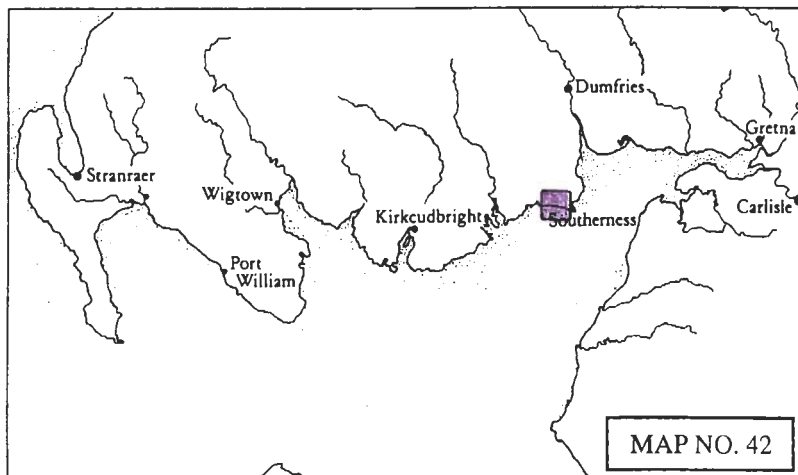 Dumfries
Gretna
Stranraer
Wigtown
Kirkcudbright
Southerness
Carlisle
Port
William
MAP NO. 42